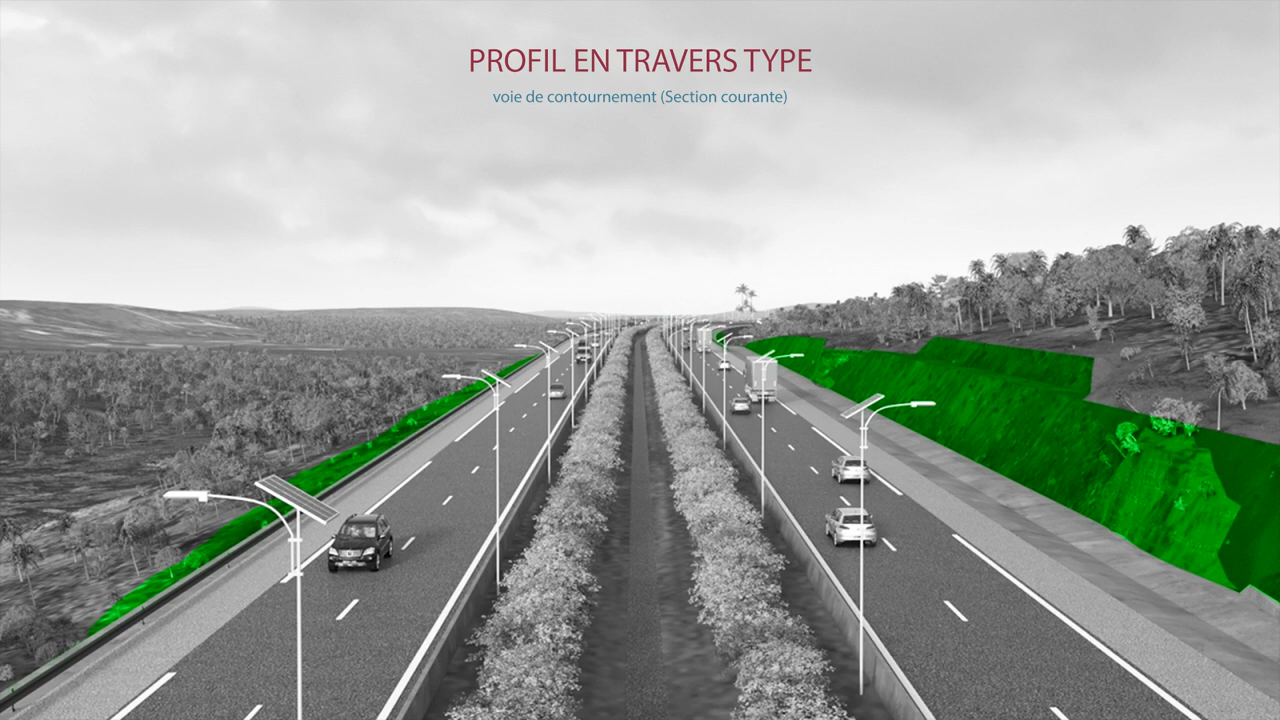 PROFIL EN TRAVERS TYPE
voie de contournement (Section courante)